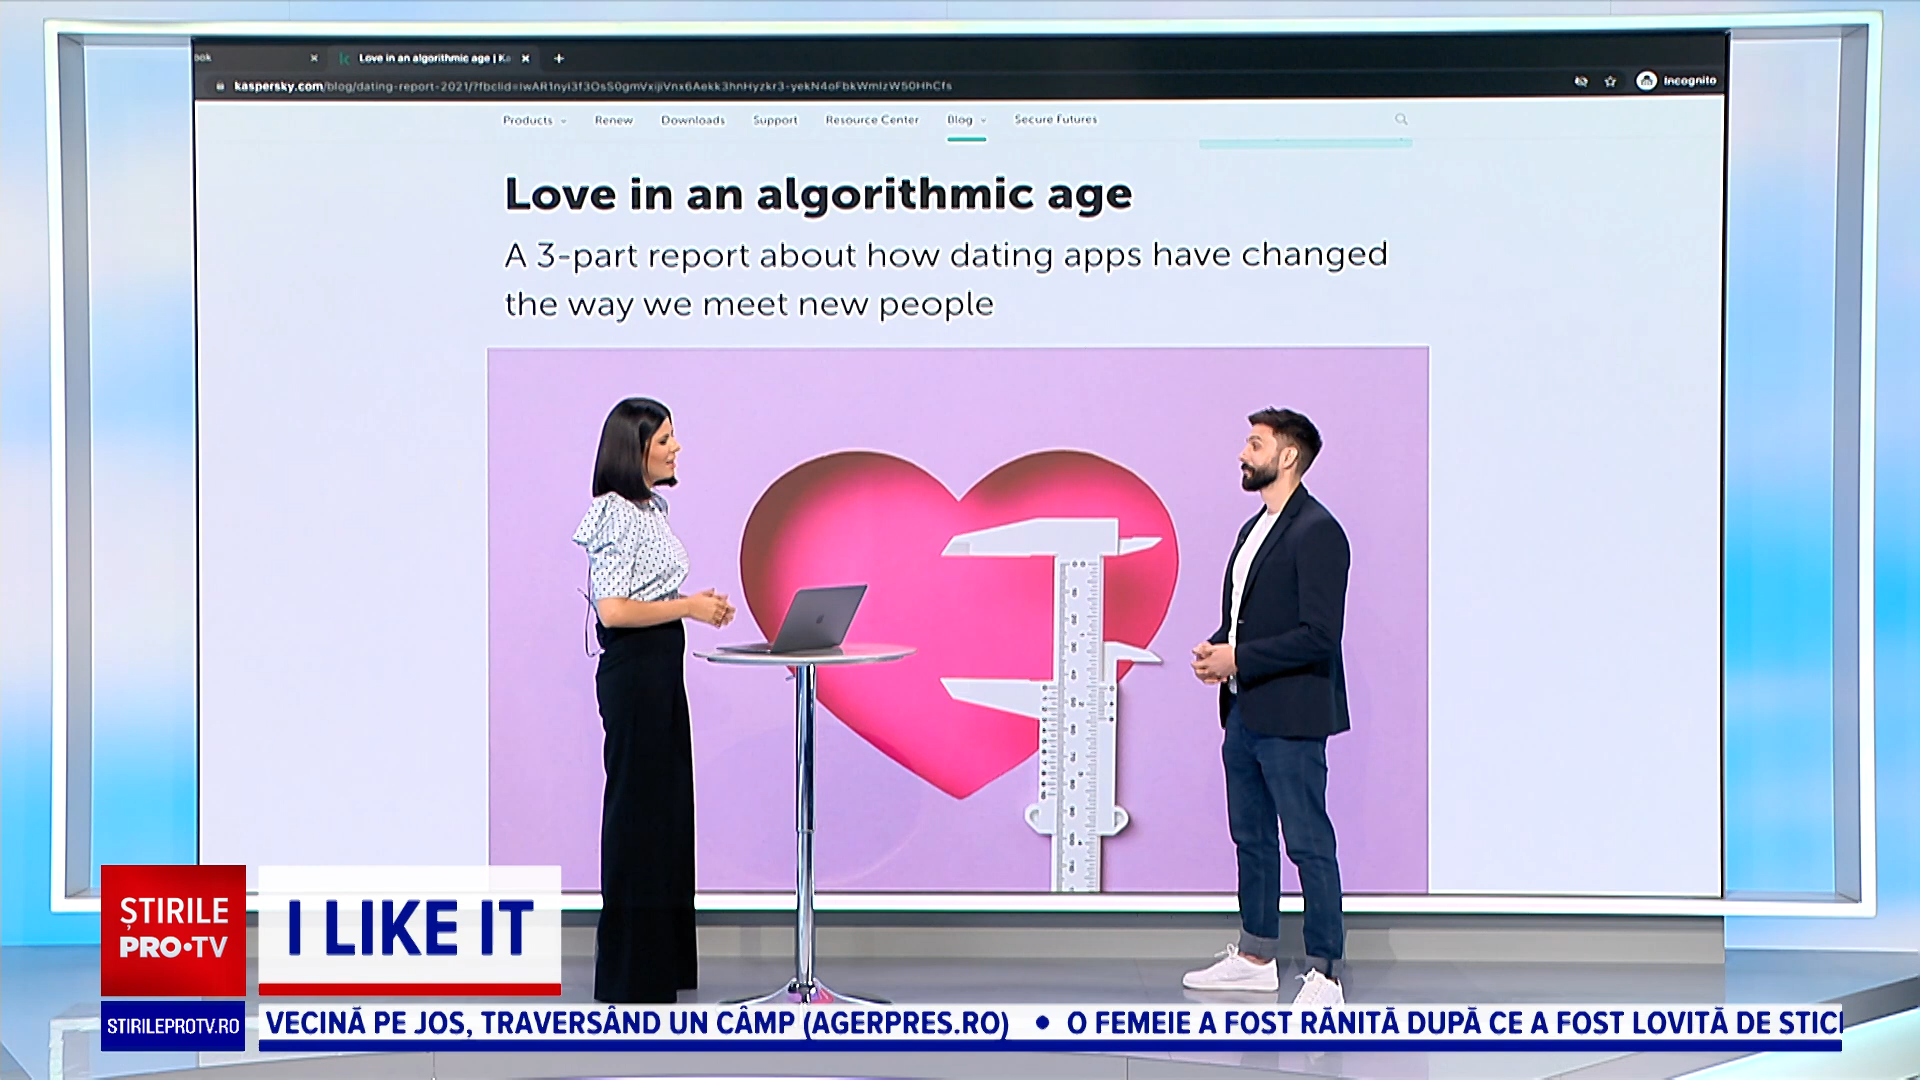 Love in an algorithmic age | K
kaspersky.com/blog/dating-report-2021/?fbclid=
Incognito
Products
Renew
Downloads
Support
Resource Center
Blog
Secure Futures
Love in an algorithmic age
A 3-part report about how dating apps have changed
the way we meet new people
ȘTIRILE
PRO•TV
I LIKE IT
STIRILEPROTV.RO
VECINĂ PE JOS, TRAVERSÂND UN CÂMP (AGERPRES.RO) • O FEMEIE A FOST RĂNITĂ DUPĂ CE A FOST LOVITĂ DE STICL